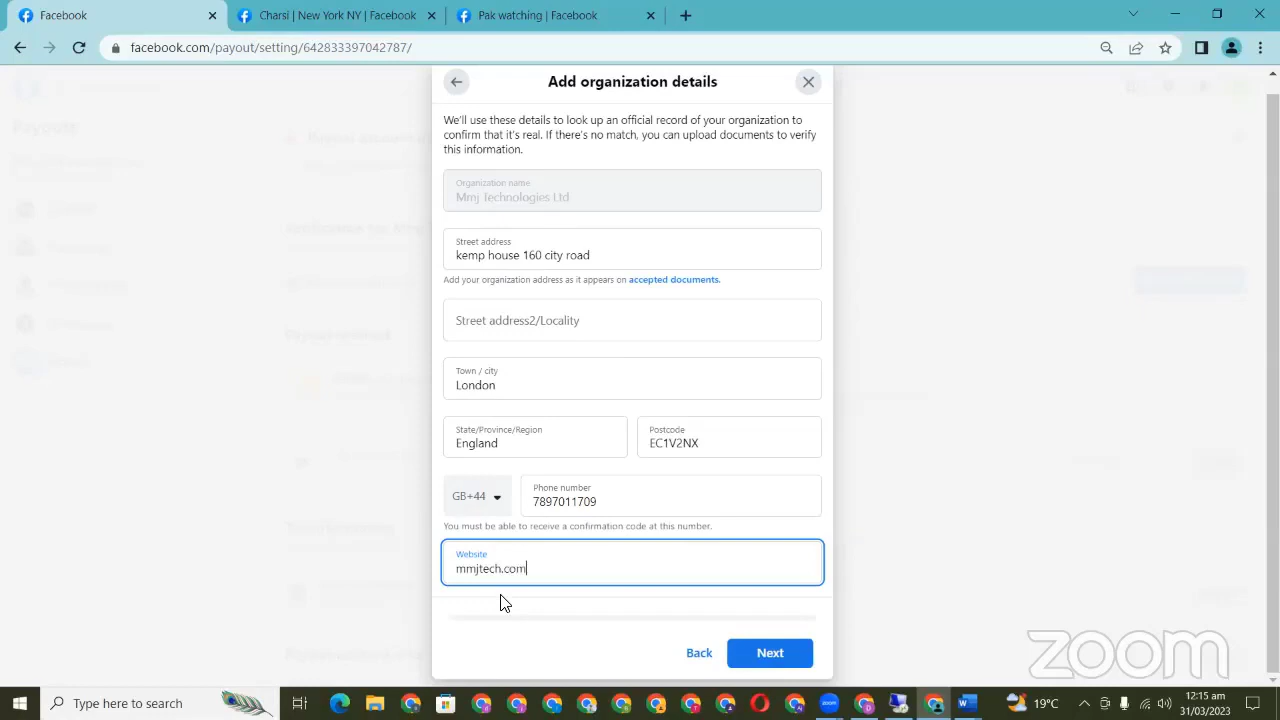 Facebook
Charsi | New York NY | Facebook
Pak watching | Facebook
facebook.com/payout/setting/642833397042787/
Payouts
Add organization details
We'll use these details to look up an official record of your organization to
confirm that it's real. If there's no match, you can upload documents to verify
this information.
Organization name
Mmj Technologies Ltd
Street address
kemp house 160 city road
Add your organization address as it appears on accepted documents.
Street address2/Locality
Town / city
London
State/Province/Region
England
Postcode
EC1V2NX
GB+44
Phone number
7897011709
You must be able to receive a confirmation code at this number.
Website
mmjtech.com
Back
Next
zoom
Type here to search
zoom
19°C
12:15 am
31/03/2023